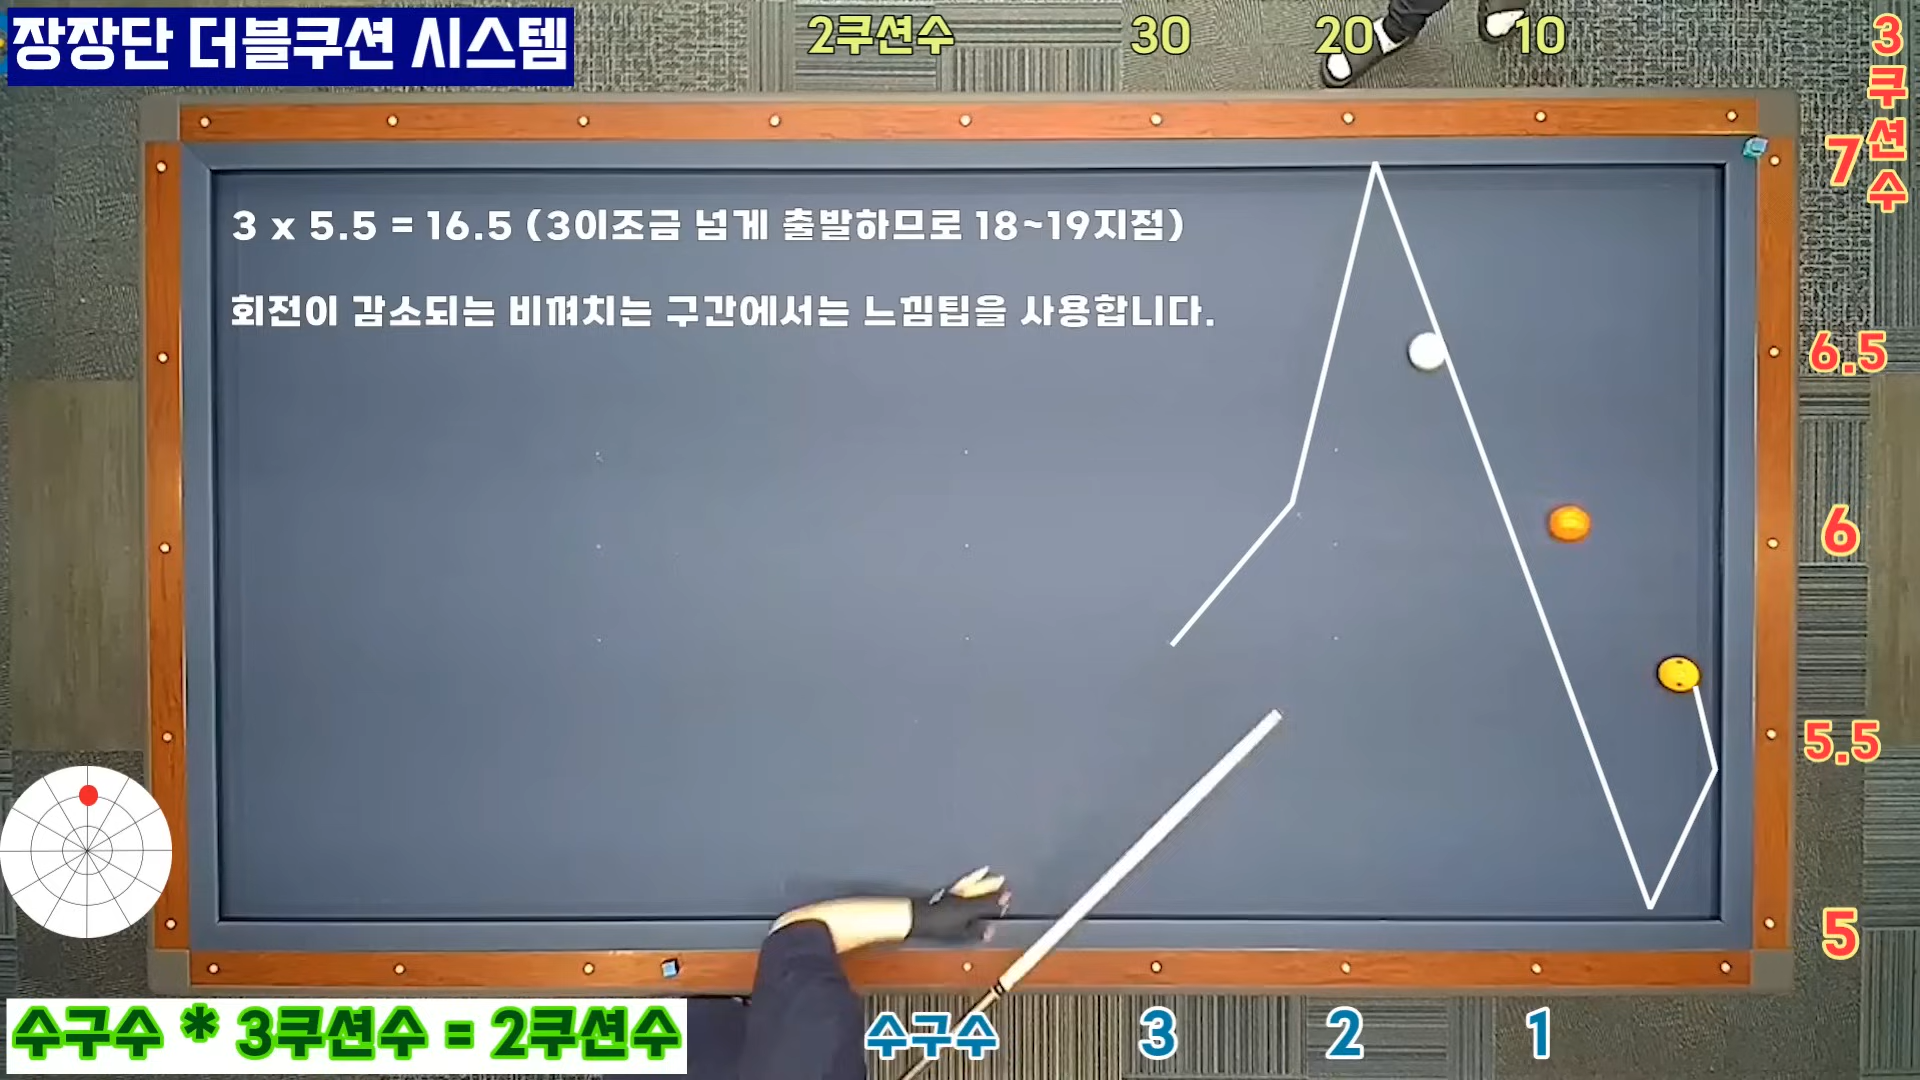 장장단 더블쿠션 시스템
2쿠션수 30 20 10
3쿠션수
7
3 x 5.5 = 16.5 (3이조금 넘게 출발하므로 18~19지점)
회전이 감소되는 비껴치는 구간에서는 느낌팁을 사용합니다.
6.5
6
5.5
5
수구수 * 3쿠션수 = 2쿠션수
수구수 3 2 1